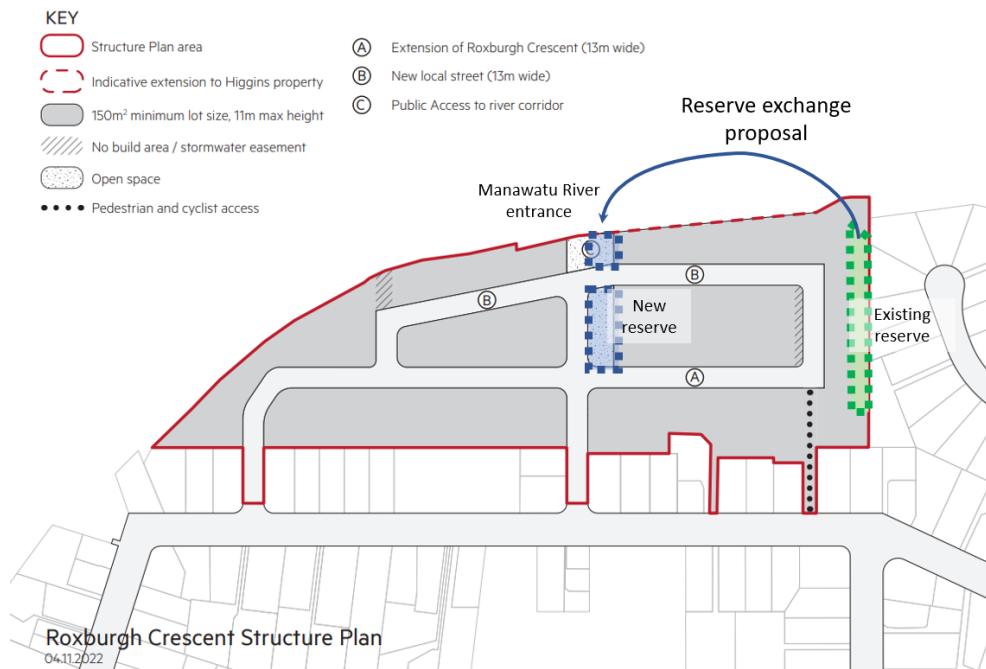 KEY
Structure Plan area
Indicative extension to Higgins property
150m² minimum lot size, 11m max height
No build area / stormwater easement
Open space
Pedestrian and cyclist access
A Extension of Roxburgh Crescent (13m wide)
B New local street (13m wide)
C Public Access to river corridor
Reserve exchange
proposal
Manawatu River
entrance
C
B
B
New
reserve
Existing
reserve
A
Roxburgh Crescent Structure Plan
04.11.2022